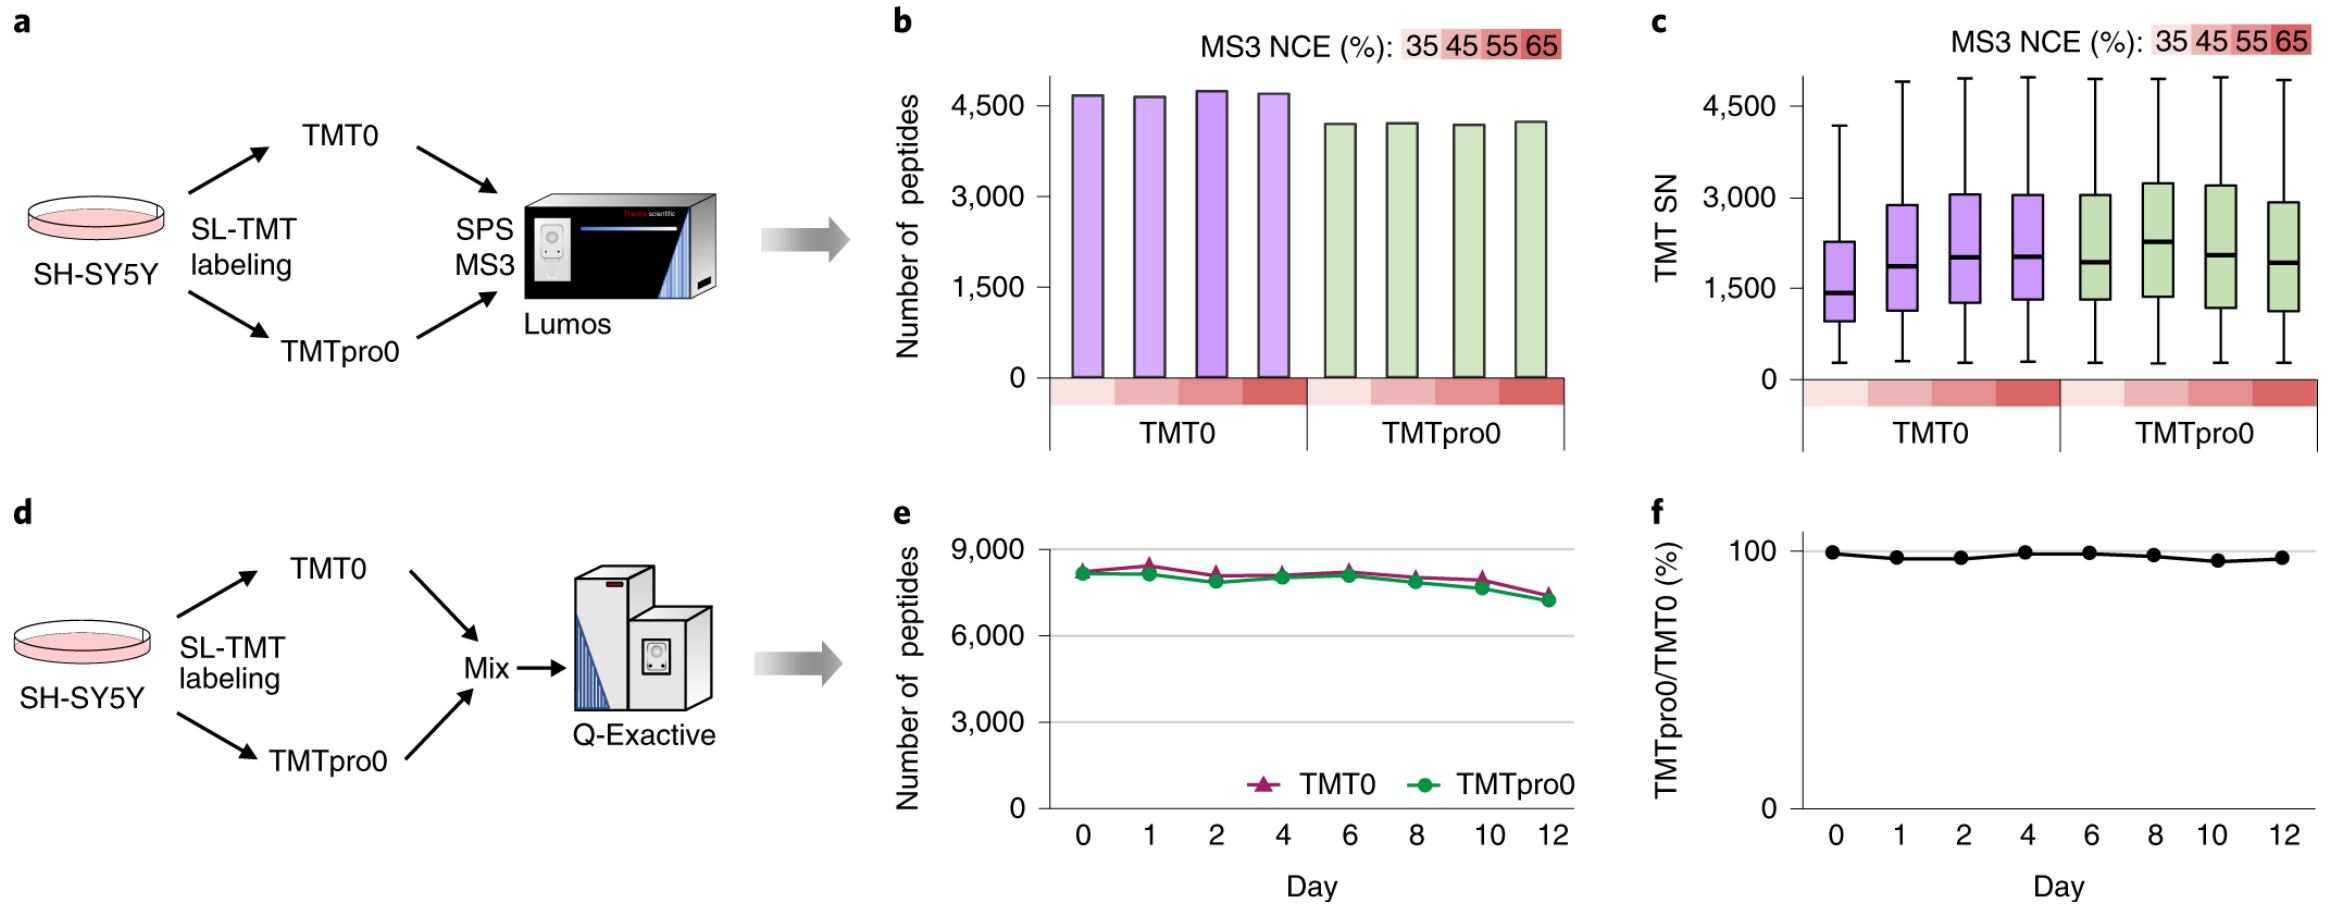 a
TMT0
SH-SY5Y
SL-TMT
labeling
SPS
MS3
Thermo scientific
Lumos
TMTpro0
b
MS3 NCE (%): 35 45 55 65
Number of peptides
4,500
3,000
1,500
0
TMT0
TMTpro0
c
MS3 NCE (%): 35 45 55 65
TMT SN
4,500
3,000
1,500
0
TMT0
TMTpro0
d
TMT0
SH-SY5Y
SL-TMT
labeling
Mix
Q-Exactive
TMTpro0
e
Number of peptides
9,000
6,000
3,000
0
TMT0
TMTpro0
0 1 2 4 6 8 10 12
Day
f
TMTpro0/TMT0 (%)
100
0
0 1 2 4 6 8 10 12
Day